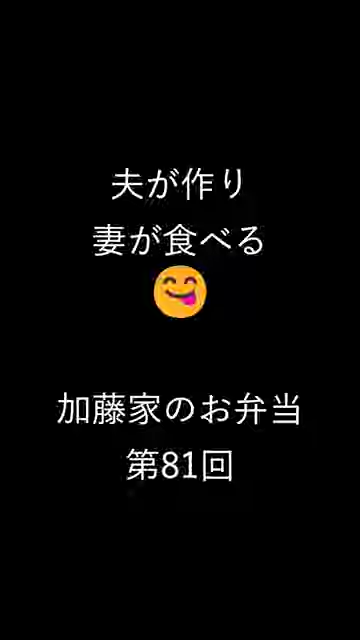 夫が作り
妻が食べる
😋
加藤家のお弁当
第81回